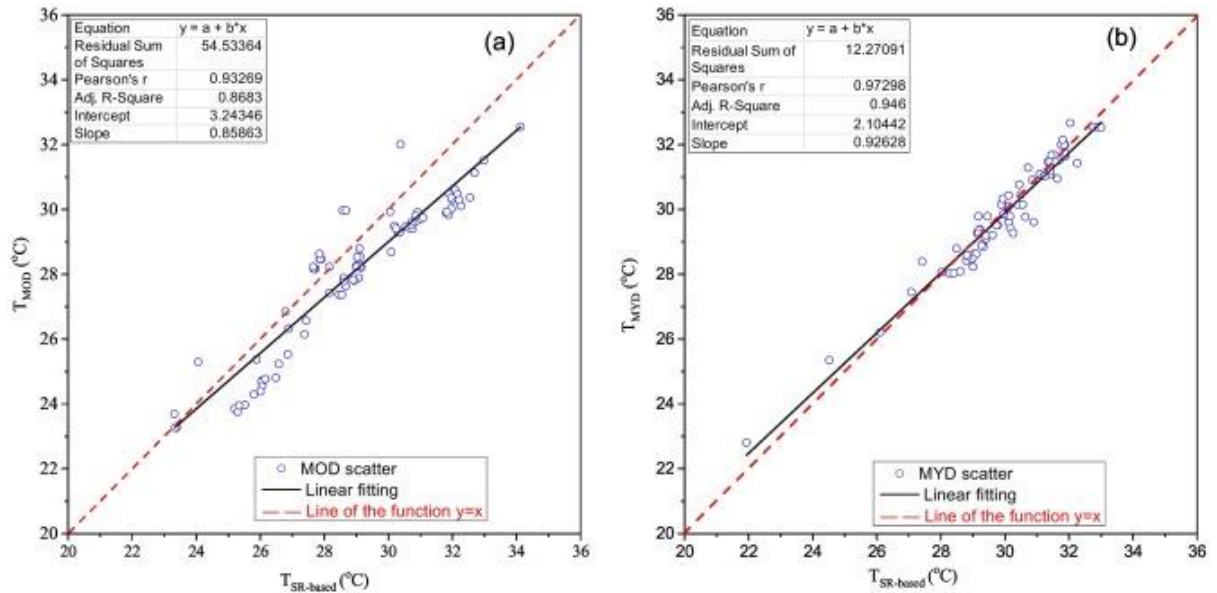 36
34
32
30
28
26
24
22
20
T_MOD (°C)
Equation y = a + b*x
Residual Sum 54.53364
of Squares
Pearson's r 0.93269
Adj. R-Square 0.8683
Intercept 3.24346
Slope 0.85863
(a)
MOD scatter
Linear fitting
Line of the function y=x
20 22 24 26 28 30 32 34 36
T_SR-based (°C)
36
34
32
30
28
26
24
22
20
T_MYD (°C)
Equation y = a + b*x
Residual Sum of 12.27091
Squares
Pearson's r 0.97298
Adj. R-Square 0.946
Intercept 2.10442
Slope 0.92628
(b)
MYD scatter
Linear fitting
Line of the function y=x
20 22 24 26 28 30 32 34 36
T_SR-based (°C)